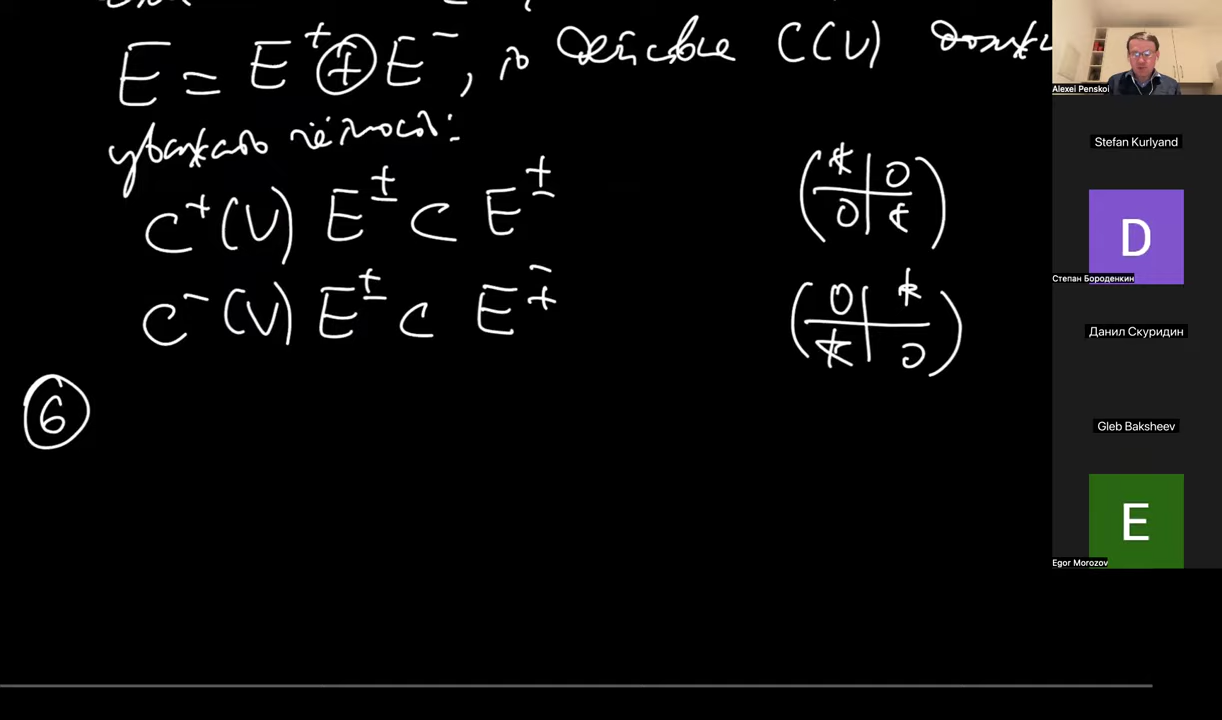 E = E⁺ ⊕ E⁻, то действие C(V) должн
уважать чётность:
C⁺(V) E^± ⊂ E^±
(* | 0
0 | *)
C⁻(V) E^± ⊂ E^∓
(0 | *
* | 0)
6
Alexei Penskoi
Stefan Kurlyand
D
Степан Бороденкин
Данил Скуридин
Gleb Baksheev
E
Egor Morozov